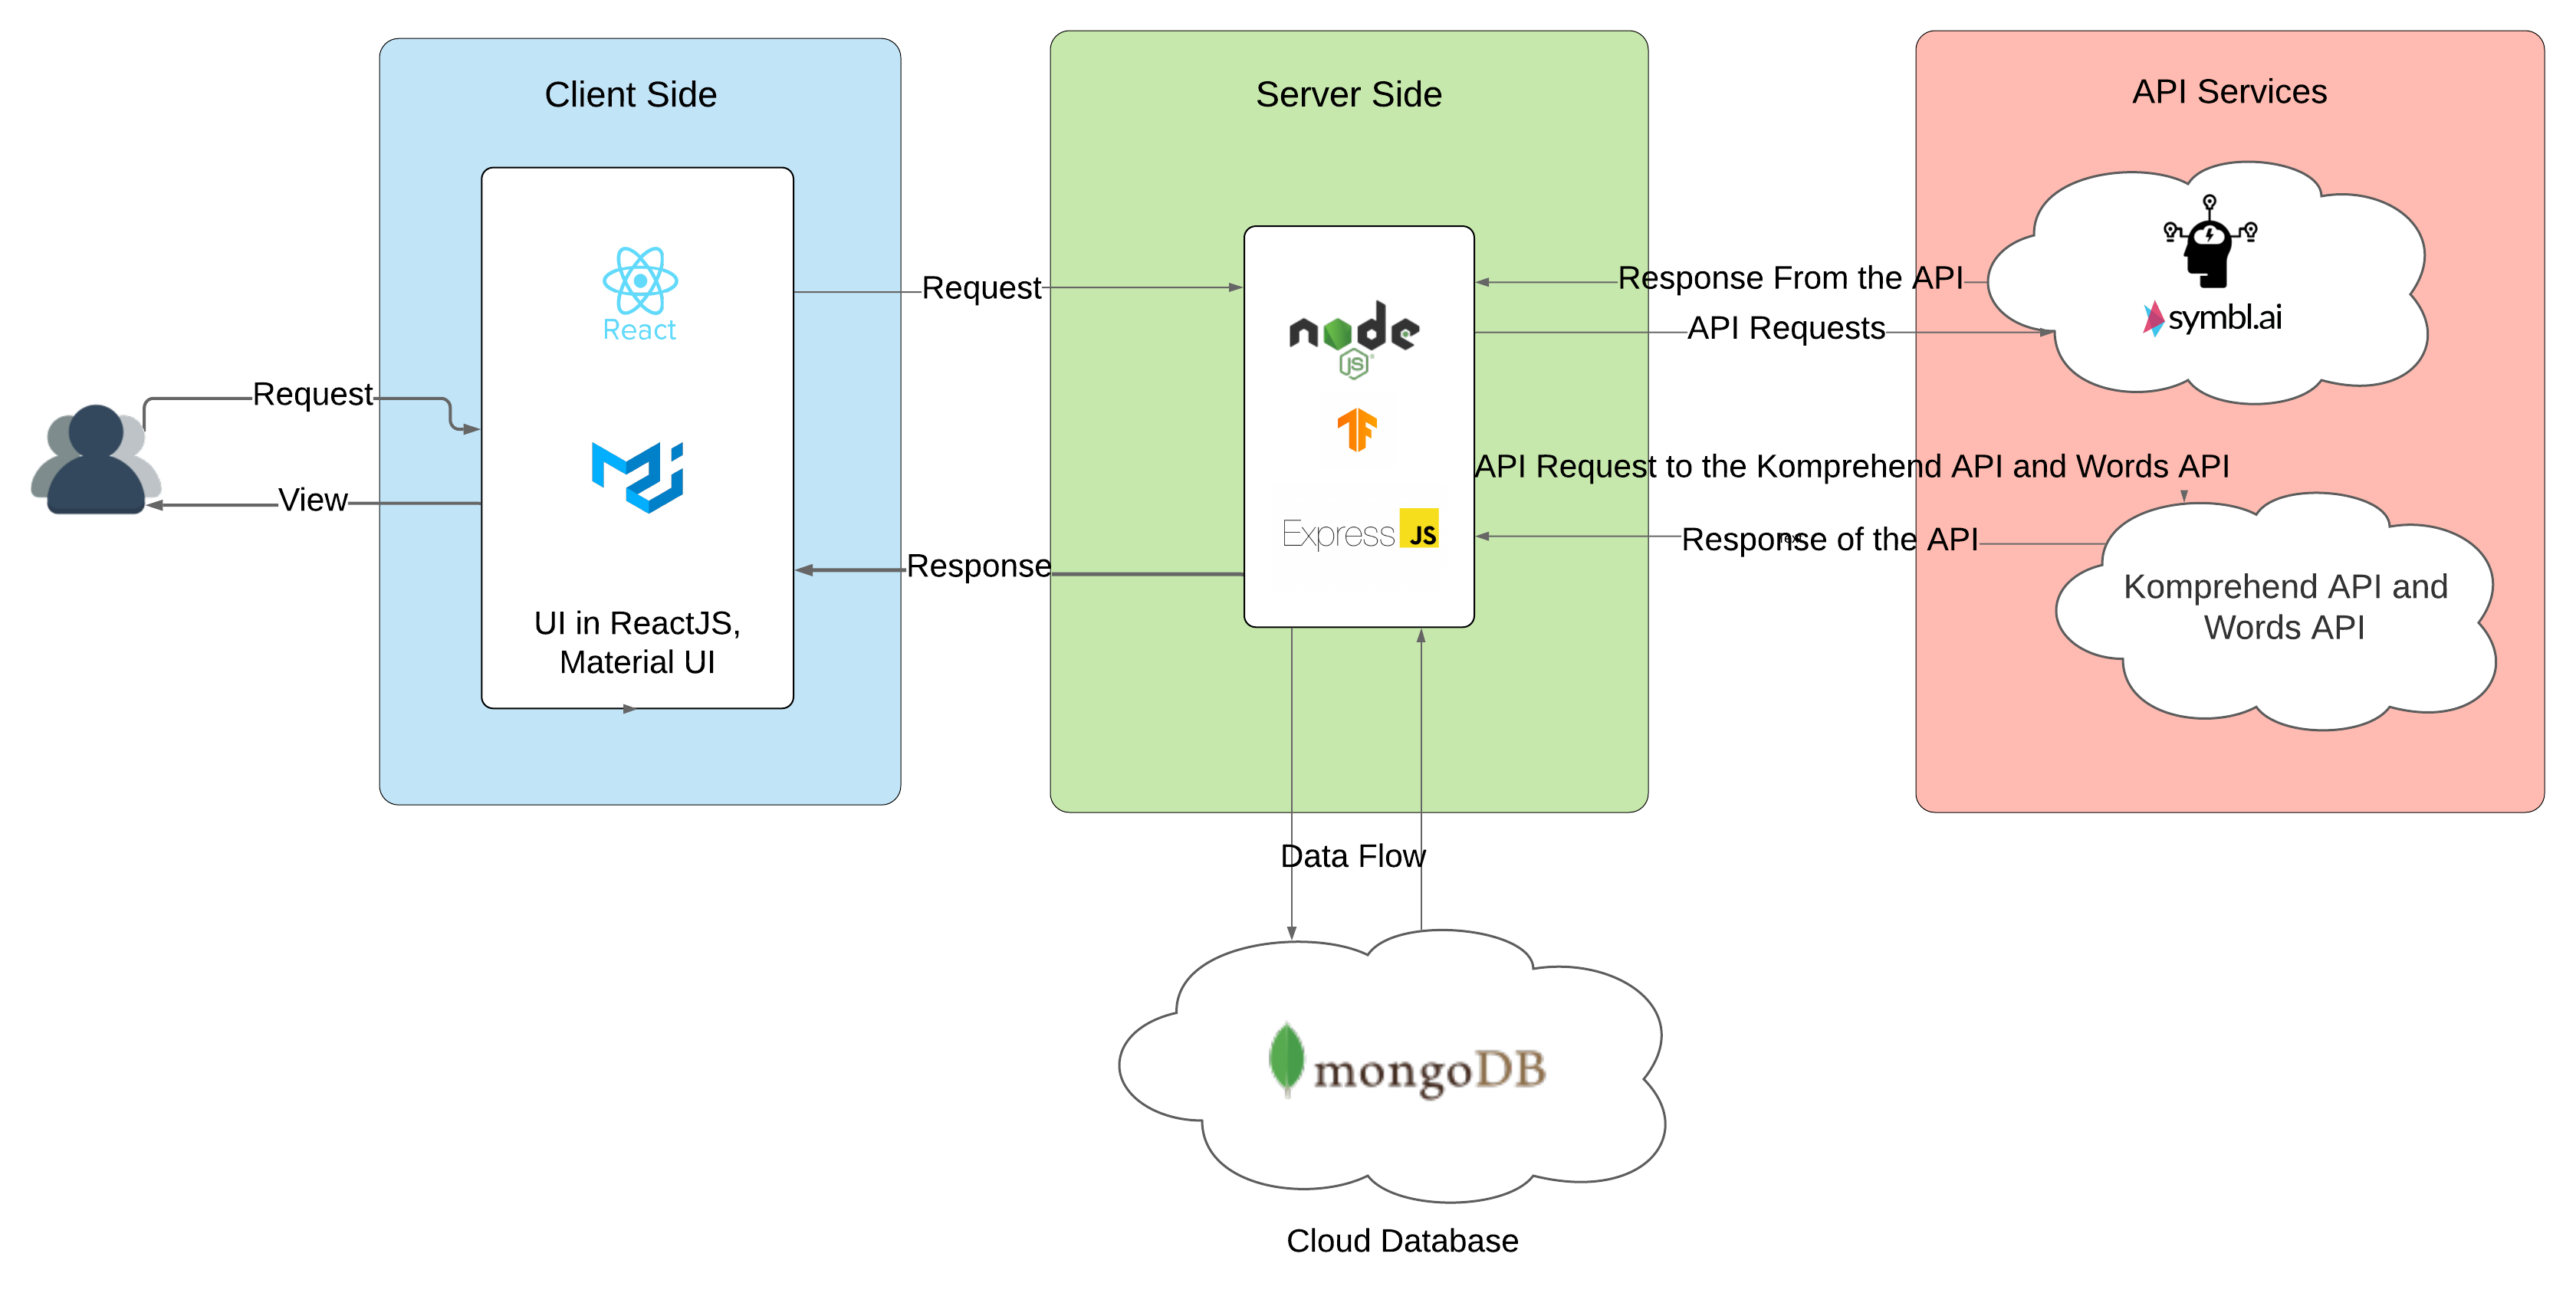 Client Side
Server Side
API Services
React
UI in ReactJS,
Material UI
Request
View
Request
Response
node
JS
Express JS
Response From the API
API Requests
symbl.ai
API Request to the Komprehend API and Words API
Response of the API
Text
Komprehend API and
Words API
Data Flow
mongoDB
Cloud Database